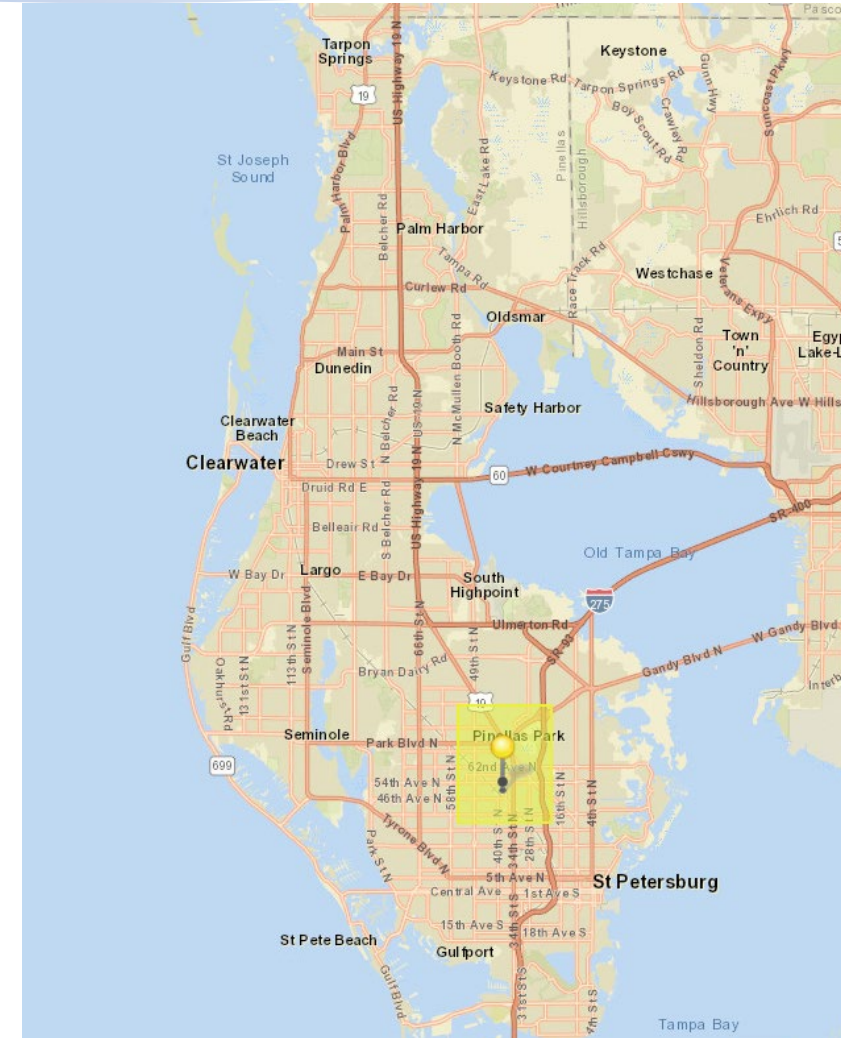 Pasco
Tarpon
Springs
Keystone
US Highway 19 N
19
Keystone Rd
Tarpon Springs Rd
Gunn Hwy
Suncoast Pkwy
Boy Scout Rd
Crawley Rd
St Joseph
Sound
Palm Harbor Blvd
Belcher Rd
East Lake Rd
Pinellas
Hillsborough
Ehrlich Rd
Palm Harbor
Tampa Rd
Race Track Rd
Westchase
Veterans Expy
Curlew Rd
Oldsmar
Sheldon Rd
Town
'n'
Country
Lake-L
Main St
Dunedin
N McMullen Booth Rd
N Belcher Rd
US Highway 19 N
US-19 N
Safety Harbor
Hillsborough Ave W Hills
Clearwater
Beach
Clearwater
Drew St
60
W Courtney Campbell Cswy
Druid Rd E
S Belcher Rd
SR-400
Belleair Rd
Old Tampa Bay
W Bay Dr
Largo
E Bay Dr
South
Highpoint
275
Gulf Blvd
Seminole Blvd
113th St N
66th St N
49th St N
Ulmerton Rd
SR-93
W Gandy Blvd
Gandy Blvd N
Oakhurst Rd
131st St N
Bryan Dairy Rd
19
Seminole
Park Blvd N
Pinellas Park
699
62nd Ave N
54th Ave N
46th Ave N
58th St N
16th St N
4th St N
40th St N
34th St N
28th St N
Tyrone Blvd N
Park St N
5th Ave N
St Petersburg
Central Ave
1st Ave S
34th St S
15th Ave S
18th Ave S
St Pete Beach
Gulfport
Gulf Blvd
31st St S
4th St S
Tampa Bay